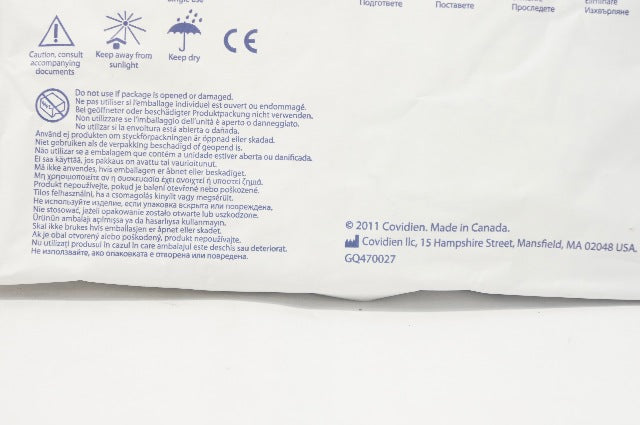 Single use
Подгответе
Поставете
Проследете
Eliminare
Изхвърляне
Caution, consult
accompanying
documents
Keep away from
sunlight
Keep dry
CE
Do not use if package is opened or damaged.
Ne pas utiliser si l'emballage individuel est ouvert ou endommagé.
Bei geöffneter oder beschädigter Produktpackung nicht verwenden.
Non utilizzare se l'imballaggio dell'unità è aperto o danneggiato.
No utilizar si la envoltura está abierta o dañada.
Använd ej produkten om styckförpackningen är öppnad eller skadad.
Niet gebruiken als de verpakking beschadigd of geopend is.
Não utilizar se a embalagem que contém a unidade estiver aberta ou danificada.
Ei saa käyttää, jos pakkaus on avattu tai vaurioitunut.
Må ikke anvendes, hvis emballagen er åbnet eller beskadiget.
Μη χρησιμοποιείτε αν η συσκευασία έχει ανοιχτεί ή υποστεί ζημιά.
Produkt nepoužívejte, pokud je balení otevřené nebo poškozené.
Tilos felhasználni, ha a csomagolás kinyílt vagy megsérült.
Не используйте изделие, если упаковка вскрыта или повреждена.
Nie stosować, jeżeli opakowanie zostało otwarte lub uszkodzone.
Ürünün ambalajı açılmışsa ya da hasarlıysa kullanmayın.
Skal ikke brukes hvis emballasjen er åpnet eller skadet.
Ak je obal otvorený alebo poškodený, produkt nepoužívajte.
Nu utilizați produsul în cazul în care ambalajul este deschis sau deteriorat.
Не използвайте, ако опаковката е отворена или повредена.
© 2011 Covidien. Made in Canada.
Covidien llc, 15 Hampshire Street, Mansfield, MA 02048 USA.
GQ470027